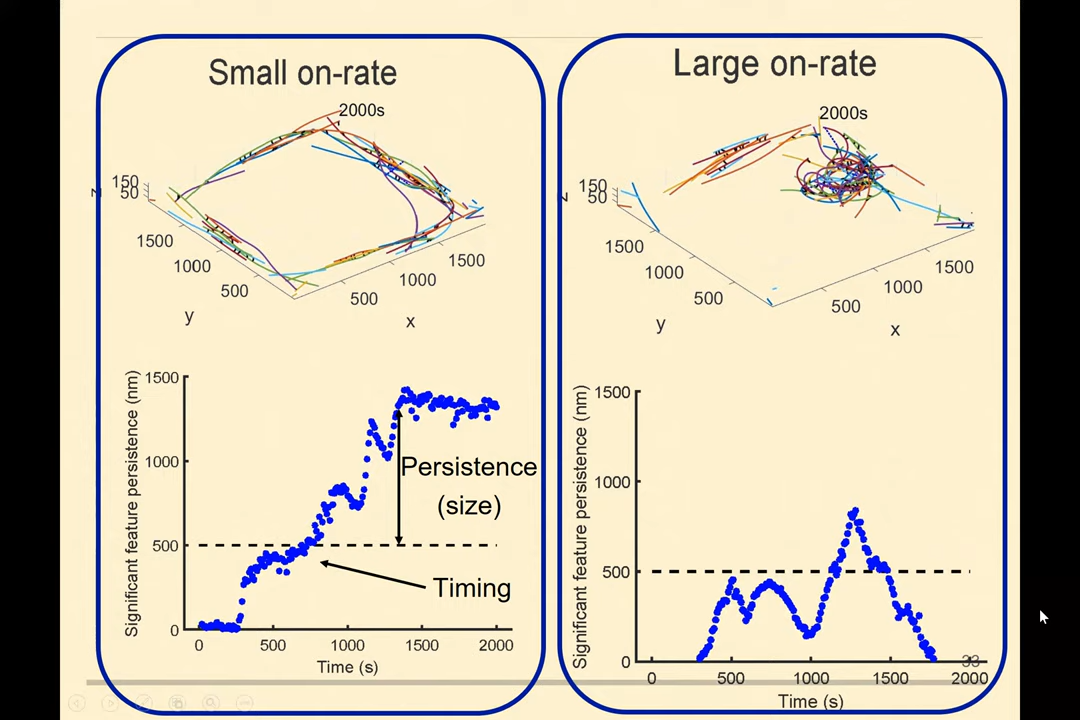 Small on-rate
2000s
z
150
50
1500
1000
500
500
1000
1500
y
x
Significant feature persistence (nm)
1500
1000
500
0
Persistence
(size)
Timing
0
500
1000
1500
2000
Time (s)
Large on-rate
2000s
z
150
50
1500
1000
500
500
1000
1500
y
x
Significant feature persistence (nm)
1500
1000
500
0
33
0
500
1000
1500
2000
Time (s)